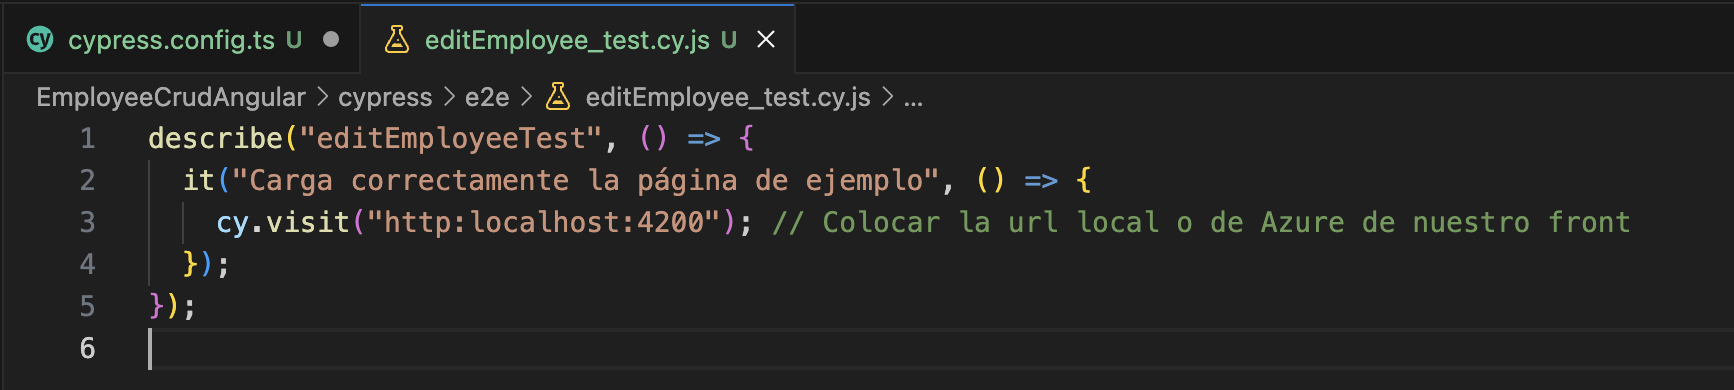 cypress.config.ts U
editEmployee_test.cy.js U
EmployeeCrudAngular > cypress > e2e > editEmployee_test.cy.js > ...
1 describe("editEmployeeTest", () => {
2 it("Carga correctamente la página de ejemplo", () => {
3 cy.visit("http:localhost:4200"); // Colocar la url local o de Azure de nuestro front
4 });
5 });
6